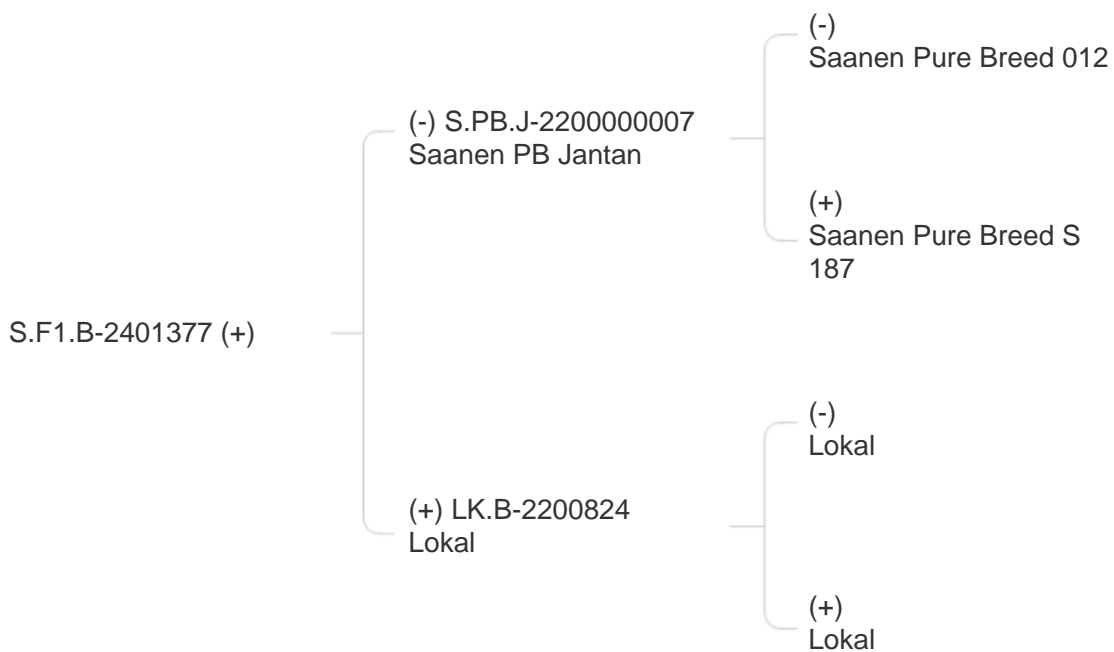 (-)
Saanen Pure Breed 012
(-) S.PB.J-2200000007
Saanen PB Jantan
(+)
Saanen Pure Breed S
187
S.F1.B-2401377 (+)
(-)
Lokal
(+) LK.B-2200824
Lokal
(+)
Lokal